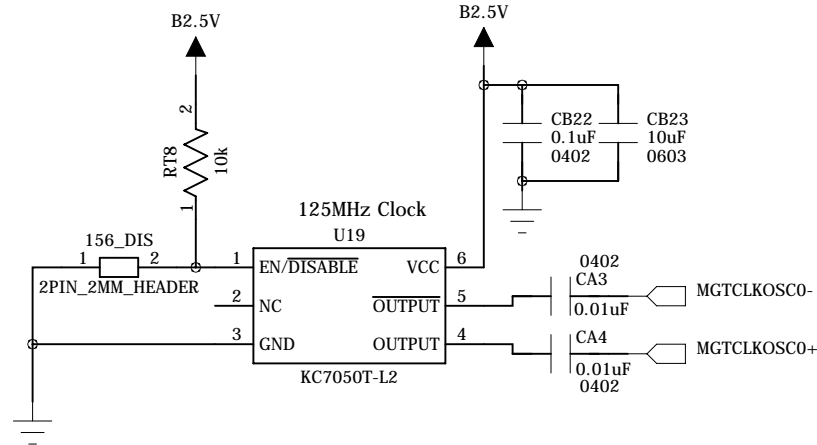 B2.5V
B2.5V
2
RT8
10k
1
CB22
0.1uF
0402
CB23
10uF
0603
125MHz Clock
U19
156_DIS
1 2
2PIN_2MM_HEADER
1 EN/DISABLE
2 NC
3 GND
VCC 6
OUTPUT 5
OUTPUT 4
KC7050T-L2
0402
CA3
0.01uF
MGTCLKOSC0-
CA4
0.01uF
0402
MGTCLKOSC0+